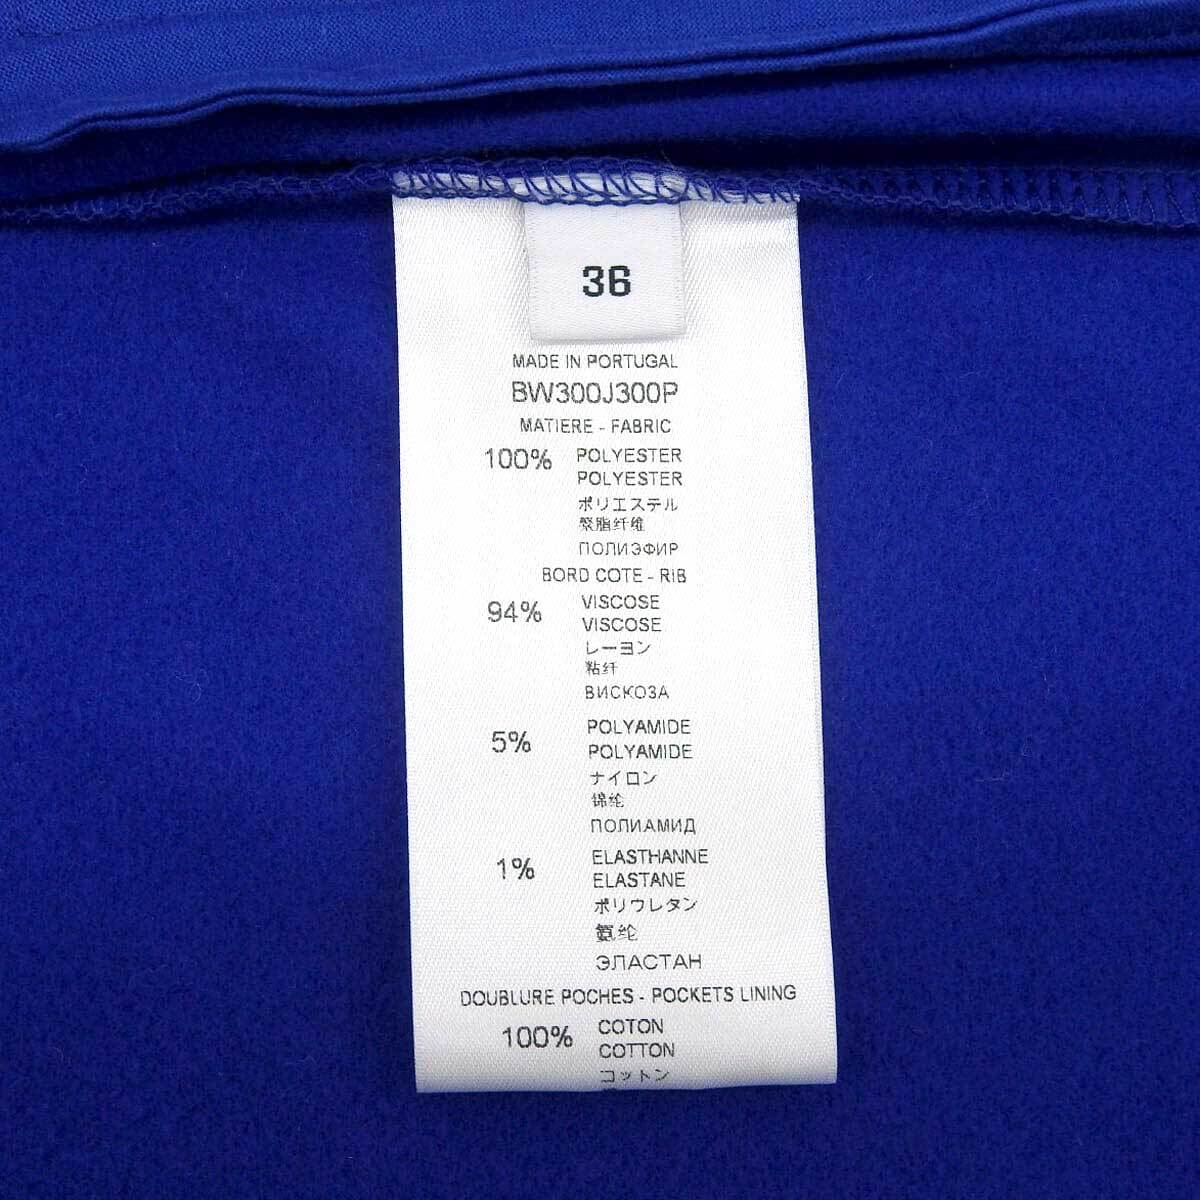 36
MADE IN PORTUGAL
BW300J300P
MATIERE - FABRIC
100% POLYESTER
POLYESTER
ポリエステル
聚脂纤维
ПОЛИЭФИР
BORD COTE - RIB
94% VISCOSE
VISCOSE
レーヨン
粘纤
ВИСКОЗА
5% POLYAMIDE
POLYAMIDE
ナイロン
锦纶
ПОЛИАМИД
1% ELASTHANNE
ELASTANE
ポリウレタン
氨纶
ЭЛАСТАН
DOUBLURE POCHES - POCKETS LINING
100% COTON
COTTON
コットン